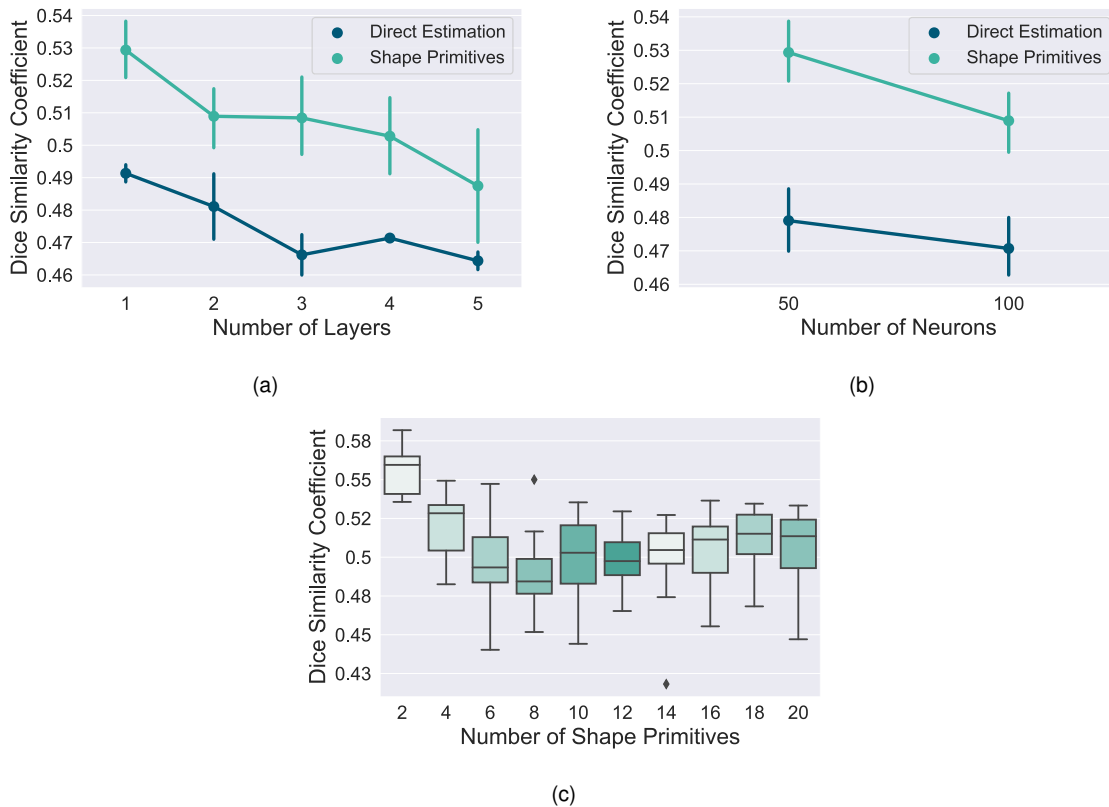 0.54
0.53
0.52
0.51
0.5
0.49
0.48
0.47
0.46
Dice Similarity Coefficient
Direct Estimation
Shape Primitives
1 2 3 4 5
Number of Layers
(a)
0.54
0.53
0.52
0.51
0.5
0.49
0.48
0.47
0.46
Dice Similarity Coefficient
Direct Estimation
Shape Primitives
50 100
Number of Neurons
(b)
0.58
0.55
0.52
0.5
0.48
0.45
0.43
Dice Similarity Coefficient
2 4 6 8 10 12 14 16 18 20
Number of Shape Primitives
(c)